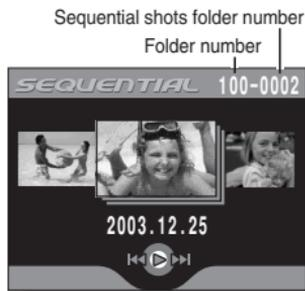 Sequential shots folder number
Folder number
SEQUENTIAL 100-0002
2003.12.25